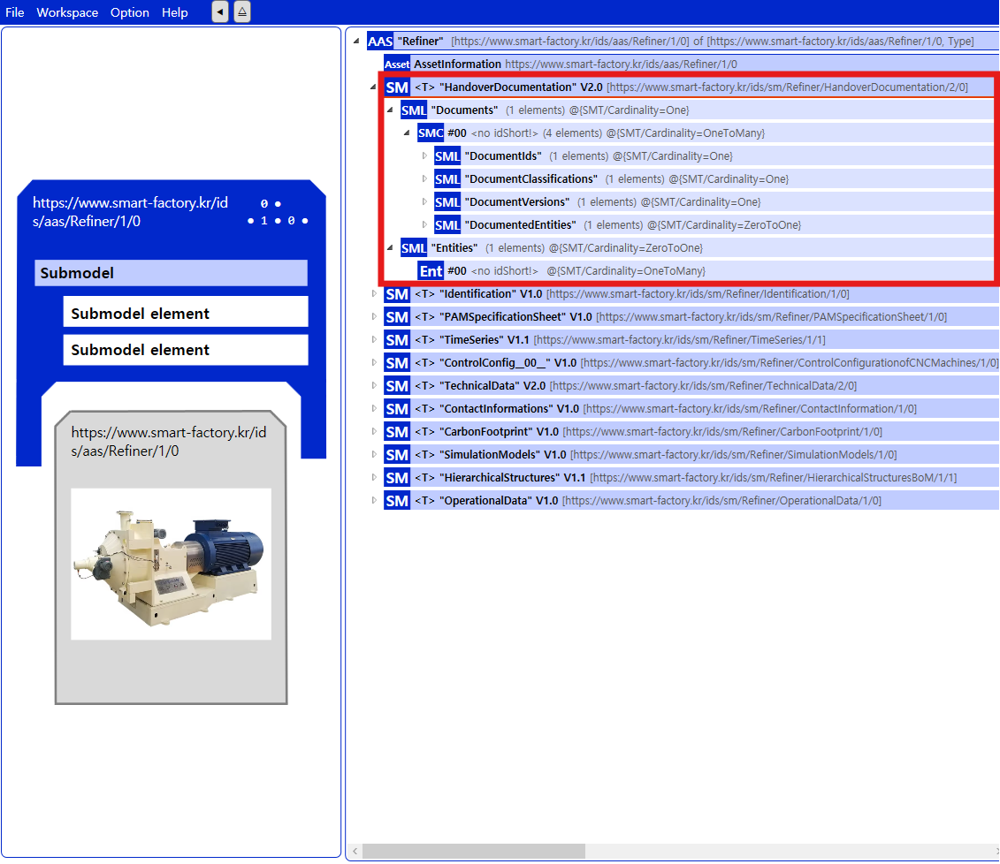 File Workspace Option Help
https://www.smart-factory.kr/id
s/aas/Refiner/1/0
0
1 0
Submodel
Submodel element
Submodel element
https://www.smart-factory.kr/id
s/aas/Refiner/1/0
AAS "Refiner" [https://www.smart-factory.kr/ids/aas/Refiner/1/0] of [https://www.smart-factory.kr/ids/aas/Refiner/1/0, Type]
Asset AssetInformation https://www.smart-factory.kr/ids/aas/Refiner/1/0
SM <T> "HandoverDocumentation" V2.0 [https://www.smart-factory.kr/ids/sm/Refiner/HandoverDocumentation/2/0]
SML "Documents" (1 elements) @{SMT/Cardinality=One}
SMC #00 <no idShort!> (4 elements) @{SMT/Cardinality=OneToMany}
SML "DocumentIds" (1 elements) @{SMT/Cardinality=One}
SML "DocumentClassifications" (1 elements) @{SMT/Cardinality=One}
SML "DocumentVersions" (1 elements) @{SMT/Cardinality=One}
SML "DocumentedEntities" (1 elements) @{SMT/Cardinality=ZeroToOne}
SML "Entities" (1 elements) @{SMT/Cardinality=ZeroToOne}
Ent #00 <no idShort!> @{SMT/Cardinality=OneToMany}
SM <T> "Identification" V1.0 [https://www.smart-factory.kr/ids/sm/Refiner/Identification/1/0]
SM <T> "PAMSpecificationSheet" V1.0 [https://www.smart-factory.kr/ids/sm/Refiner/PAMSpecificationSheet/1/0]
SM <T> "TimeSeries" V1.1 [https://www.smart-factory.kr/ids/sm/Refiner/TimeSeries/1/1]
SM <T> "ControlConfig__00__" V1.0 [https://www.smart-factory.kr/ids/sm/Refiner/ControlConfigurationofCNCMachines/1/0]
SM <T> "TechnicalData" V2.0 [https://www.smart-factory.kr/ids/sm/Refiner/TechnicalData/2/0]
SM <T> "ContactInformations" V1.0 [https://www.smart-factory.kr/ids/sm/Refiner/ContactInformation/1/0]
SM <T> "CarbonFootprint" V1.0 [https://www.smart-factory.kr/ids/sm/Refiner/CarbonFootprint/1/0]
SM <T> "SimulationModels" V1.0 [https://www.smart-factory.kr/ids/sm/Refiner/SimulationModels/1/0]
SM <T> "HierarchicalStructures" V1.1 [https://www.smart-factory.kr/ids/sm/Refiner/HierarchicalStructuresBoM/1/1]
SM <T> "OperationalData" V1.0 [https://www.smart-factory.kr/ids/sm/Refiner/OperationalData/1/0]